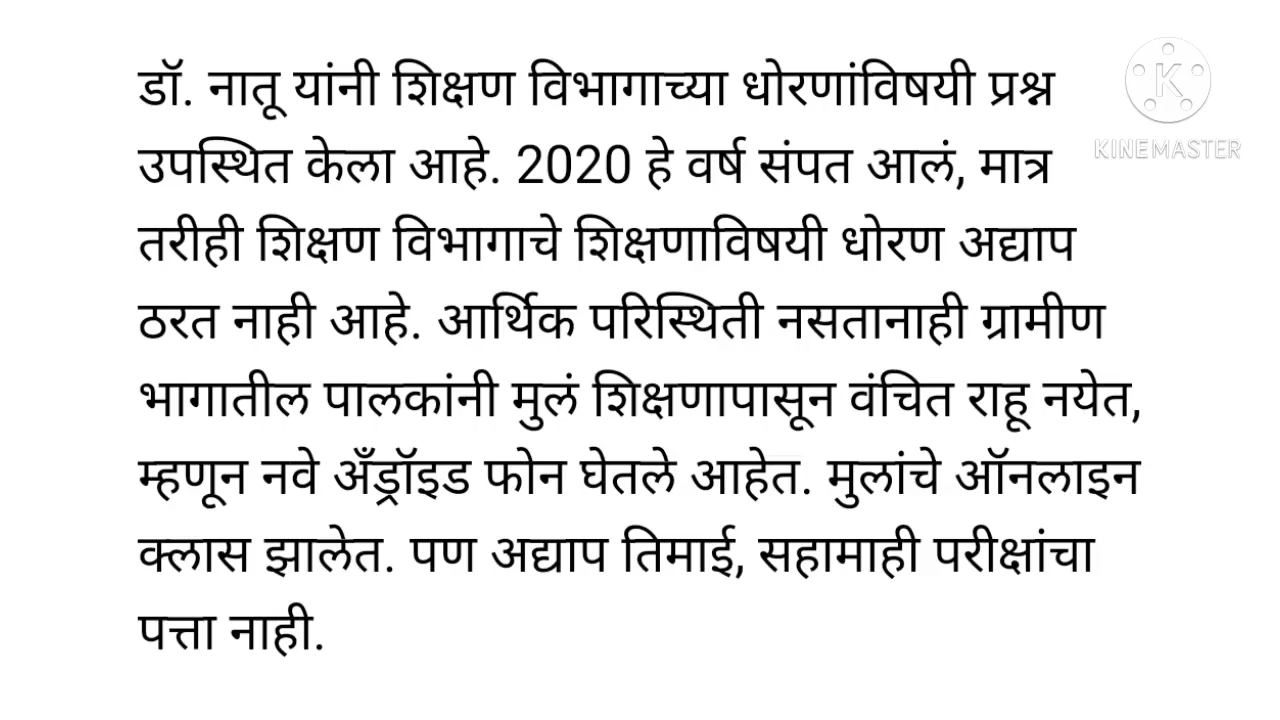 डॉ. नातू यांनी शिक्षण विभागाच्या धोरणांविषयी प्रश्न
उपस्थित केला आहे. 2020 हे वर्ष संपत आलं, मात्र
तरीही शिक्षण विभागाचे शिक्षणाविषयी धोरण अद्याप
ठरत नाही आहे. आर्थिक परिस्थिती नसतानाही ग्रामीण
भागातील पालकांनी मुलं शिक्षणापासून वंचित राहू नयेत,
म्हणून नवे अँड्रॉइड फोन घेतले आहेत. मुलांचे ऑनलाइन
क्लास झालेत. पण अद्याप तिमाई, सहामाही परीक्षांचा
पत्ता नाही.
K
KINEMASTER